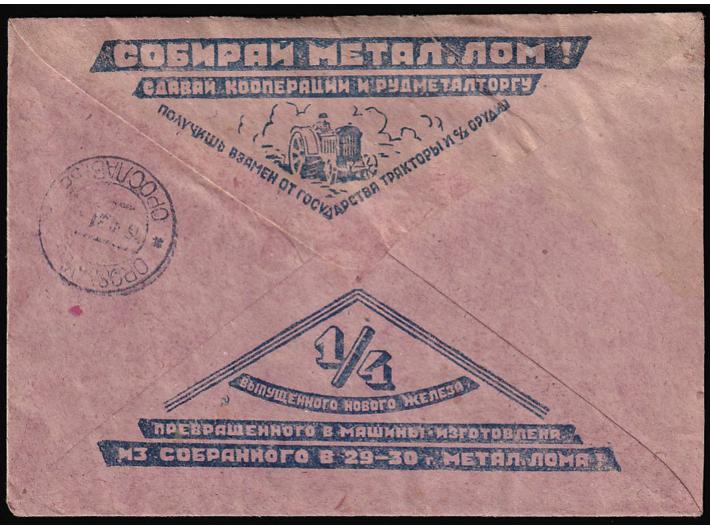 СОБИРАЙ МЕТАЛ.ЛОМ!
СДАВАЙ КООПЕРАЦИИ И РУДМЕТАЛТОРГУ
ПОЛУЧИШЬ ВЗАМЕН ОТ ГОСУДАРСТВА ТРАКТОРЫ И С/Х ОРУДИЯ
ОРОСЛАВЉЕ
1/4
ВЫПУЩЕННОГО НОВОГО ЖЕЛЕЗА
ПРЕВРАЩЕННОГО В МАШИНЫ-ИЗГОТОВЛЕНА
ИЗ СОБРАННОГО В 29-30 г. МЕТАЛ.ЛОМА!